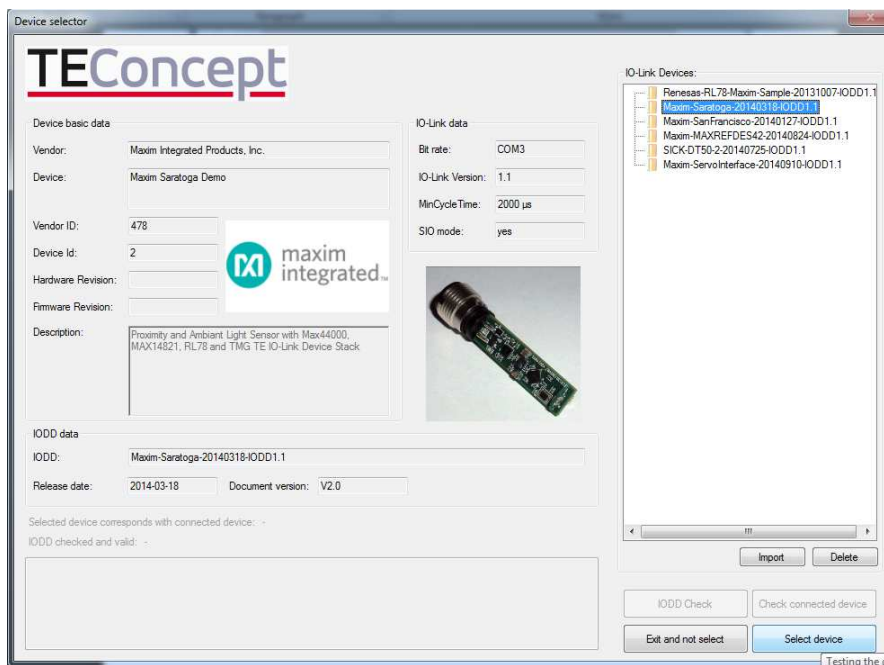 Device selector
TEConcept
Device basic data
Vendor:
Maxim Integrated Products, Inc.
Device:
Maxim Saratoga Demo
Vendor ID:
478
Device Id:
2
Hardware Revision:
Firmware Revision:
maxim
integrated™
Description:
Proximity and Ambiant Light Sensor with Max44000,
MAX14821, RL78 and TMG TE IO-Link Device Stack
IO-Link data
Bit rate:
COM3
IO-Link Version:
1.1
MinCycleTime:
2000 µs
SIO mode:
yes
IODD data
IODD:
Maxim-Saratoga-20140318-IODD1.1
Release date:
2014-03-18
Document version:
V2.0
Selected device corresponds with connected device: -
IODD checked and valid: -
IO-Link Devices:
Renesas-RL78-Maxim-Sample-20131007-IODD1.1
Maxim-Saratoga-20140318-IODD1.1
Maxim-SanFrancisco-20140127-IODD1.1
Maxim-MAXREFDES42-20140824-IODD1.1
SICK-DT50-2-20140725-IODD1.1
Maxim-ServoInterface-20140910-IODD1.1
Import
Delete
IODD Check
Check connected device
Exit and not select
Select device
Testing the